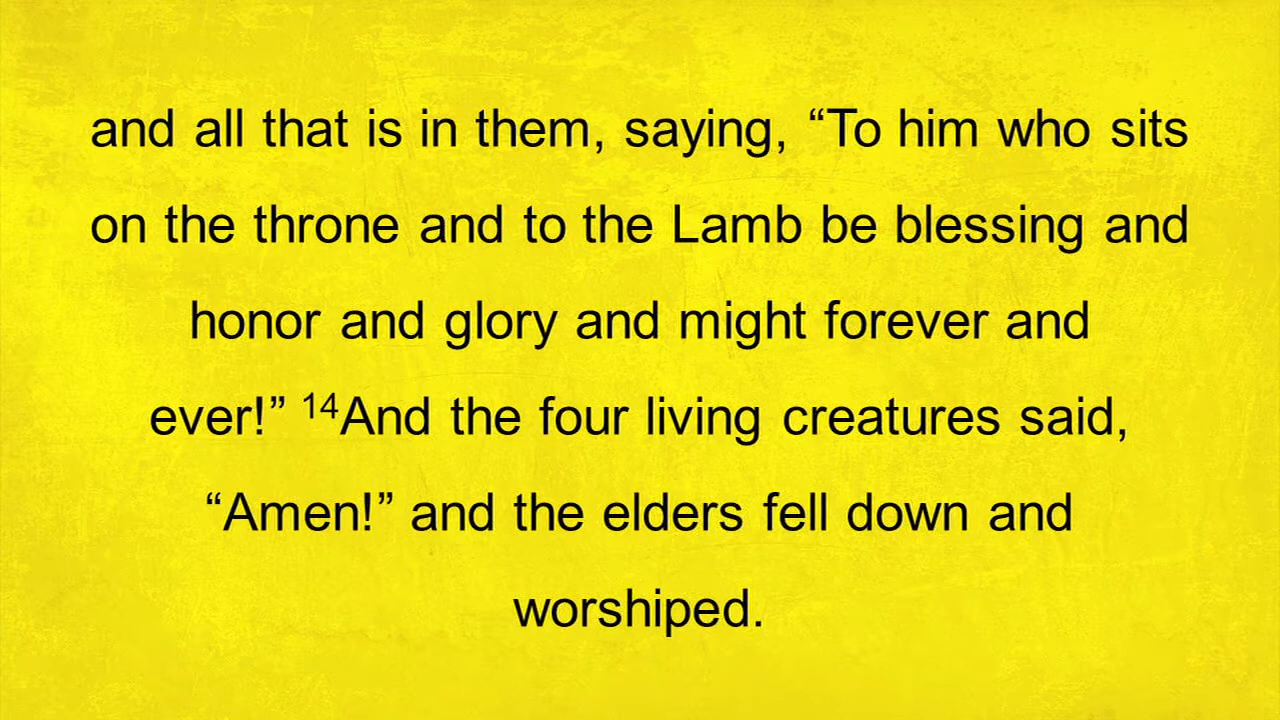 and all that is in them, saying, “To him who sits
on the throne and to the Lamb be blessing and
honor and glory and might forever and
ever!” ¹⁴And the four living creatures said,
“Amen!” and the elders fell down and
worshiped.